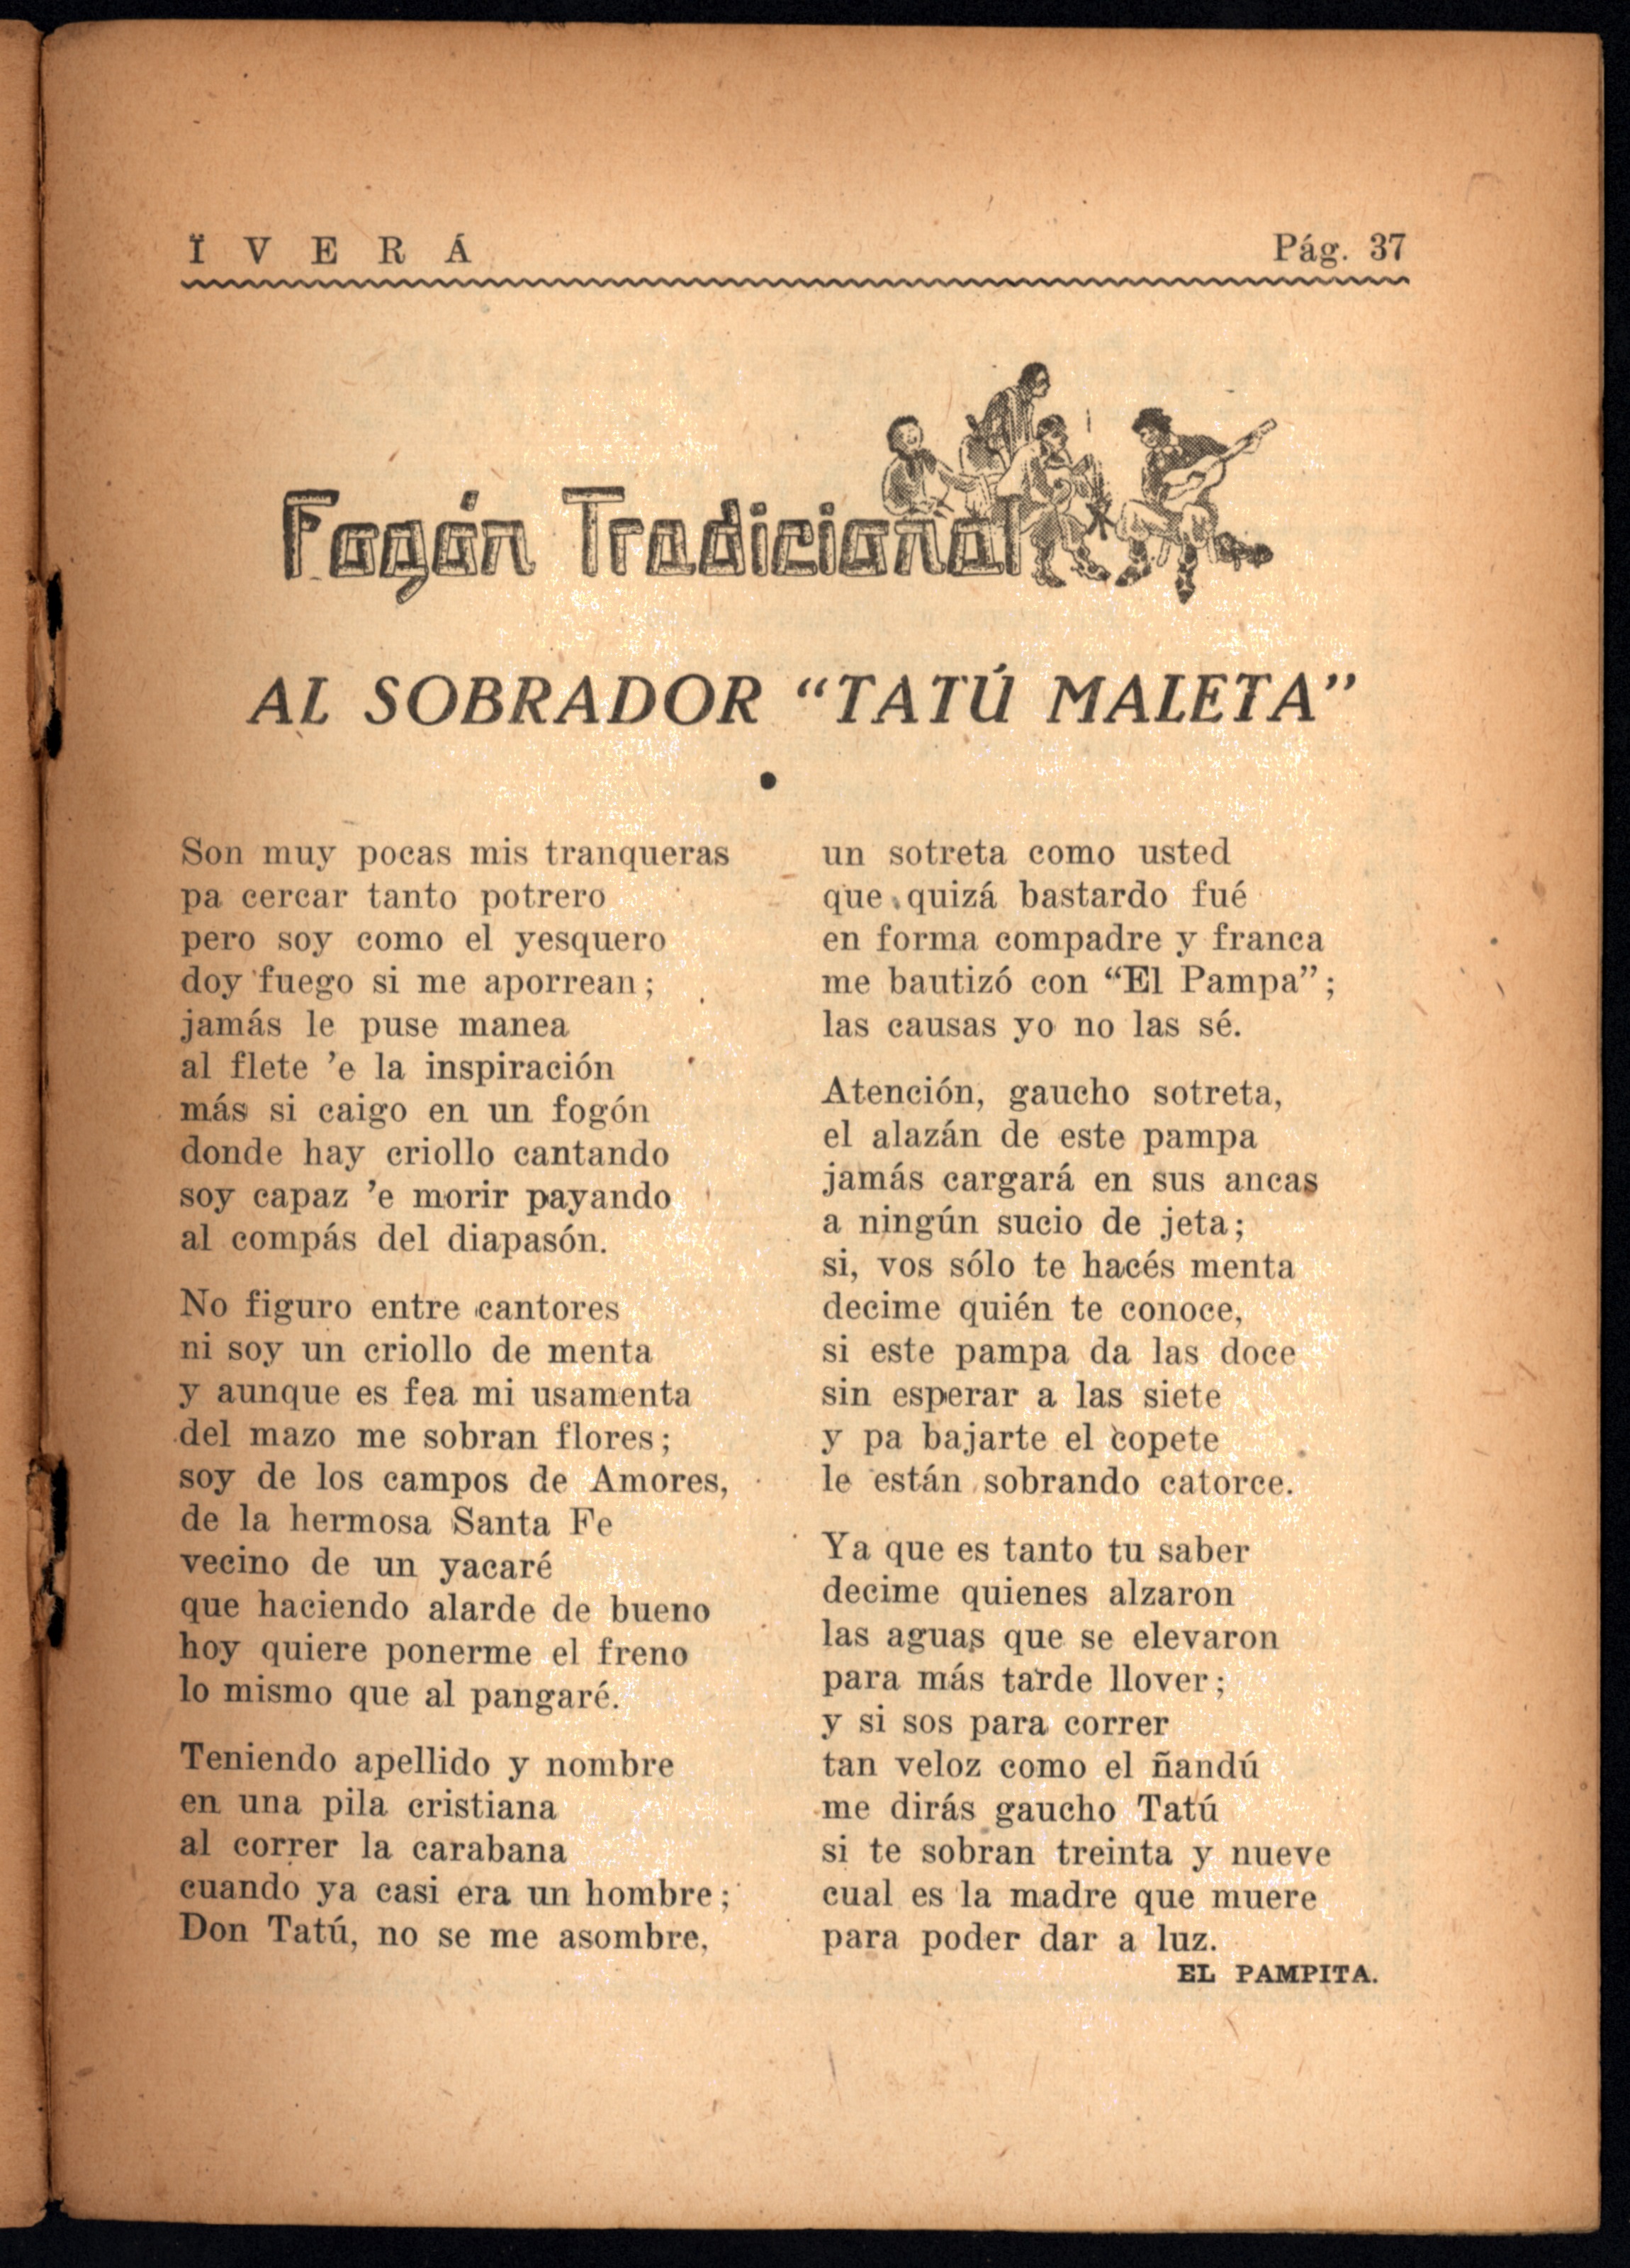 Ï VERÁ
Pág. 37
Fogón Tradicional
AL SOBRADOR “TATÚ MALETA”
Son muy pocas mis tranqueras
pa cercar tanto potrero
pero soy como el yesquero
doy fuego si me aporrean;
jamás le puse manea
al flete ’e la inspiración
más si caigo en un fogón
donde hay criollo cantando
soy capaz ’e morir payando
al compás del diapasón.
No figuro entre cantores
ni soy un criollo de menta
y aunque es fea mi usamenta
del mazo me sobran flores;
soy de los campos de Amores,
de la hermosa Santa Fe
vecino de un yacaré
que haciendo alarde de bueno
hoy quiere ponerme el freno
lo mismo que al pangaré.
Teniendo apellido y nombre
en una pila cristiana
al correr la carabana
cuando ya casi era un hombre;
Don Tatú, no se me asombre,
un sotreta como usted
que quizá bastardo fué
en forma compadre y franca
me bautizó con “El Pampa”;
las causas yo no las sé.
Atención, gaucho sotreta,
el alazán de este pampa
jamás cargará en sus ancas
a ningún sucio de jeta;
si, vos sólo te hacés menta
decime quién te conoce,
si este pampa da las doce
sin esperar a las siete
y pa bajarte el copete
le están sobrando catorce.
Ya que es tanto tu saber
decime quienes alzaron
las aguas que se elevaron
para más tarde llover;
y si sos para correr
tan veloz como el ñandú
me dirás gaucho Tatú
si te sobran treinta y nueve
cual es la madre que muere
para poder dar a luz.
EL PAMPITA.